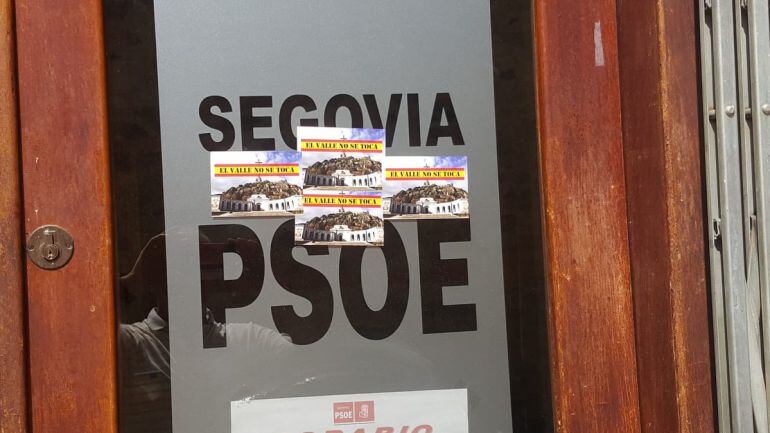 SEGOVIA
EL VALLE NO SE TOCA
EL VALLE NO SE TOCA
EL VALLE NO SE TOCA
EL VALLE NO SE TOCA
PSOE
PSOE